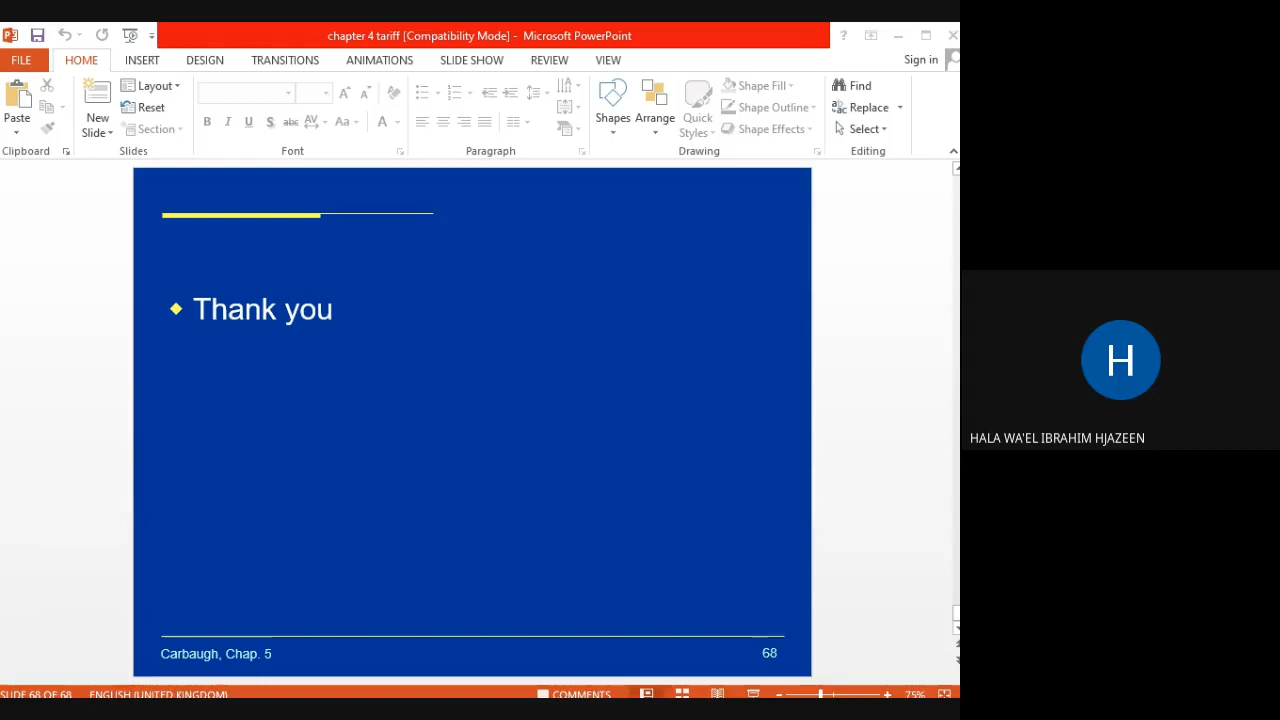 chapter 4 tariff [Compatibility Mode] - Microsoft PowerPoint
FILE HOME INSERT DESIGN TRANSITIONS ANIMATIONS SLIDE SHOW REVIEW VIEW Sign in
Paste
New Slide
Layout
Reset
Section
B I U S abc AV Aa A
Shapes
Arrange
Quick Styles
Shape Fill
Shape Outline
Shape Effects
Find
Replace
Select
Clipboard Slides Font Paragraph Drawing Editing
Thank you
Carbaugh, Chap. 5 68
SLIDE 68 OF 68 ENGLISH (UNITED KINGDOM) COMMENTS 75%
H
HALA WA'EL IBRAHIM HJAZEEN